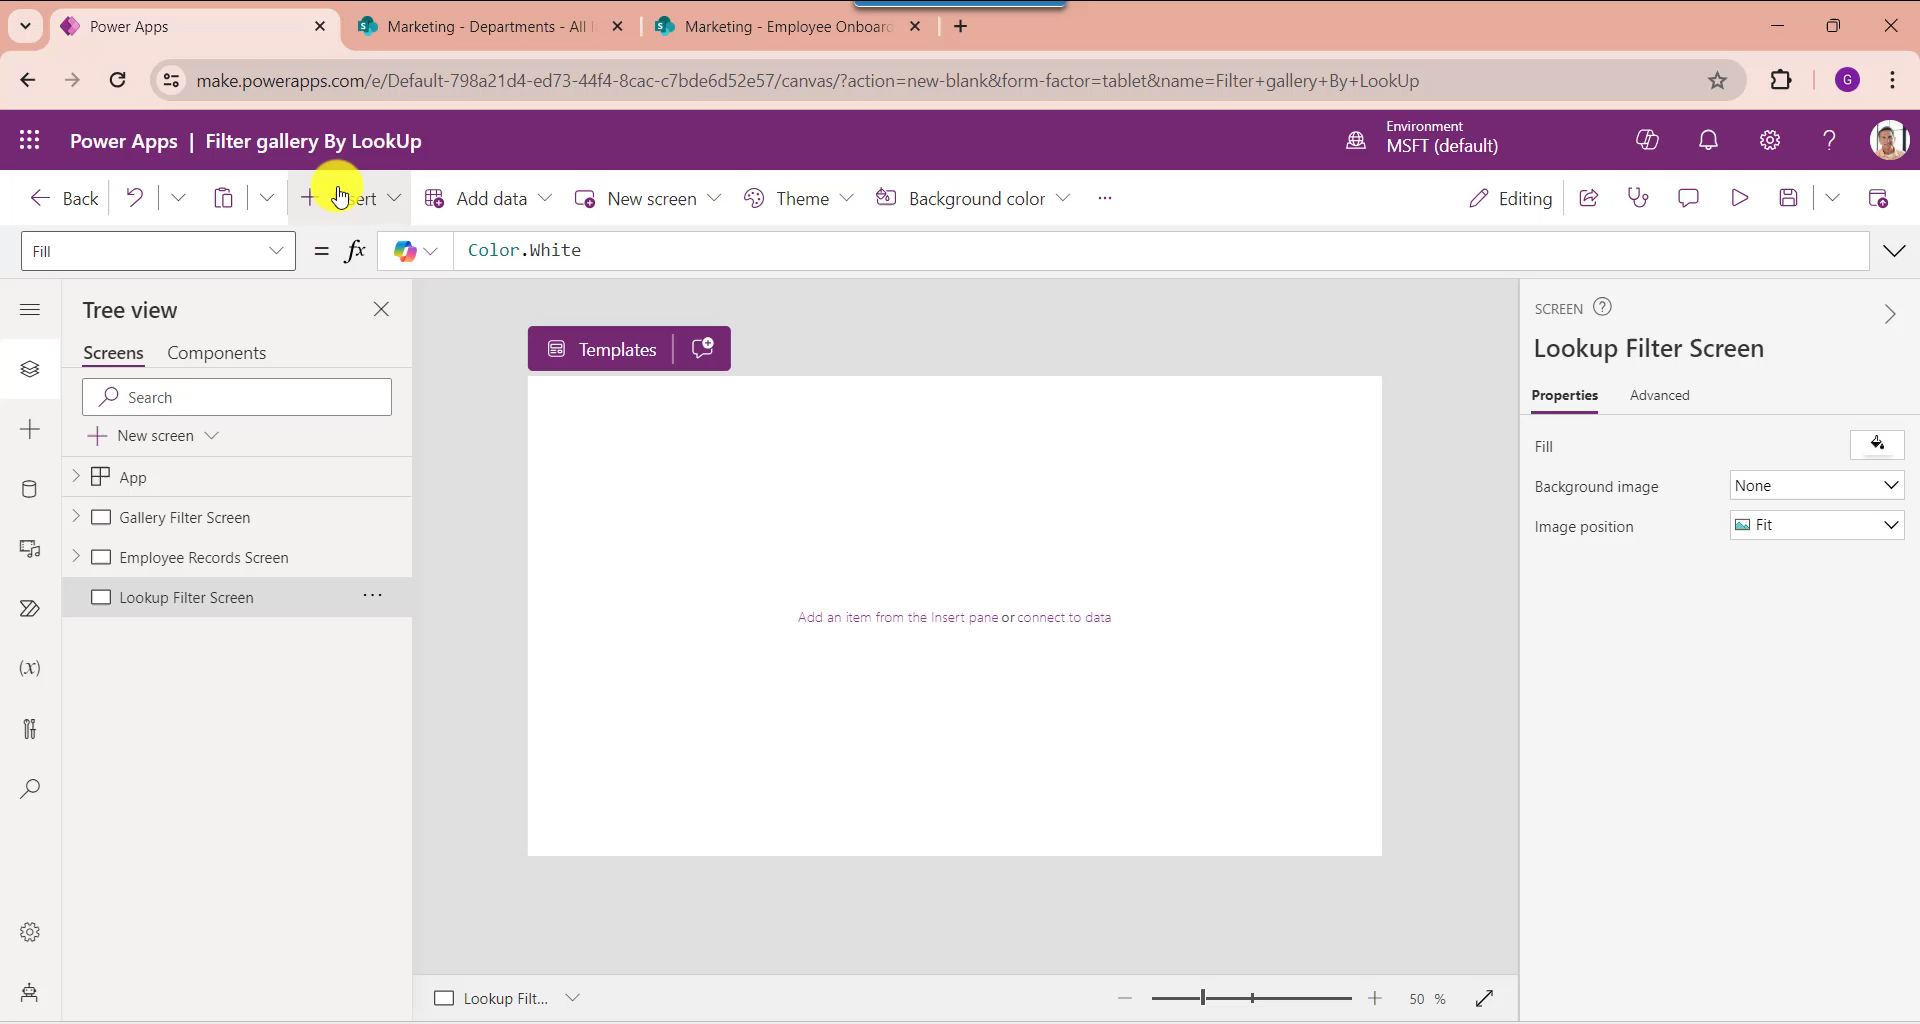 Power Apps
Marketing - Departments - All
Marketing - Employee Onboard
make.powerapps.com/e/Default-798a21d4-ed73-44f4-8cac-c7bde6d52e57/canvas/?action=new-blank&form-factor=tablet&name=Filter+gallery+By+LookUp
G
Power Apps | Filter gallery By LookUp
Environment
MSFT (default)
Back
Add data
New screen
Theme
Background color
Editing
Fill
= fx
Color.White
Tree view
Screens
Components
Search
New screen
App
Gallery Filter Screen
Employee Records Screen
Lookup Filter Screen
(x)
Templates
Add an item from the Insert pane or connect to data
SCREEN
Lookup Filter Screen
Properties
Advanced
Fill
Background image
None
Image position
Fit
Lookup Filt...
50 %